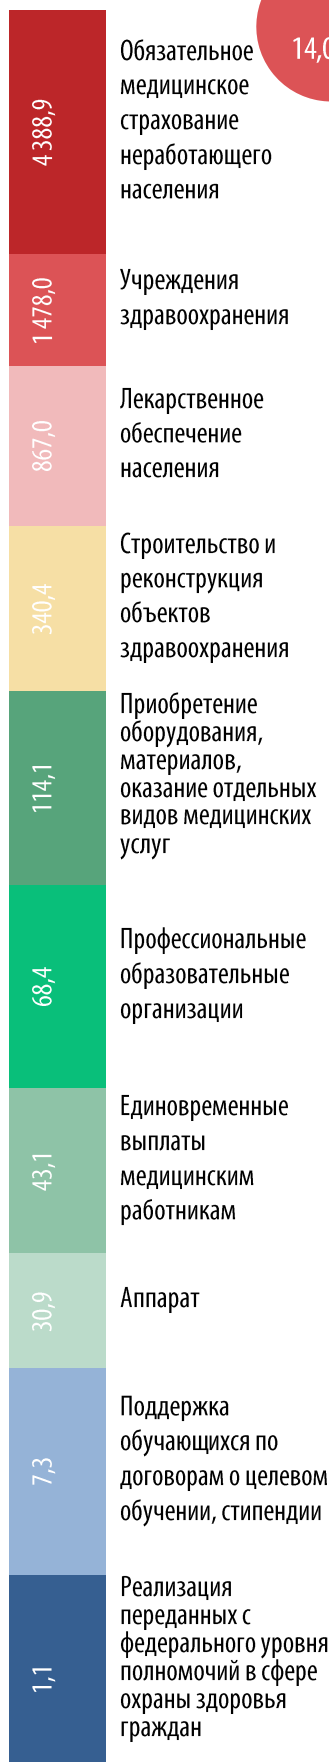 14,0
4 388,9
Обязательное
медицинское
страхование
неработающего
населения
1 478,0
Учреждения
здравоохранения
867,0
Лекарственное
обеспечение
населения
340,4
Строительство и
реконструкция
объектов
здравоохранения
114,1
Приобретение
оборудования,
материалов,
оказание отдельных
видов медицинских
услуг
68,4
Профессиональные
образовательные
организации
43,1
Единовременные
выплаты
медицинским
работникам
30,9
Аппарат
7,3
Поддержка
обучающихся по
договорам о целевом
обучении, стипендии
1,1
Реализация
переданных с
федерального уровня
полномочий в сфере
охраны здоровья
граждан